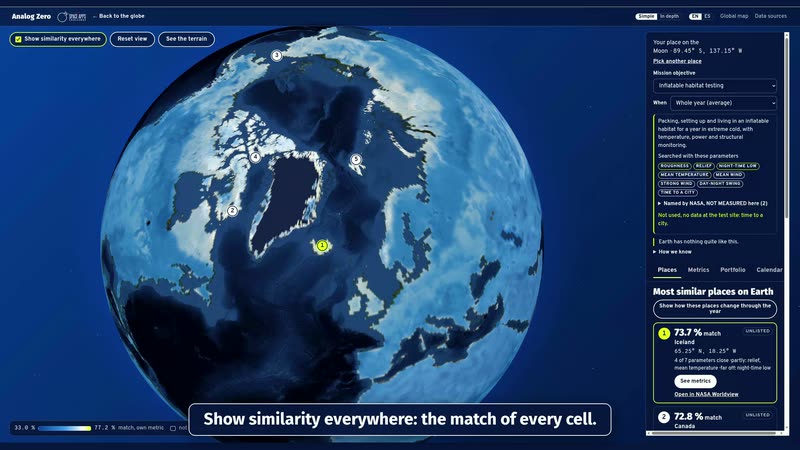 Analog Zero
SPACE APPS
← Back to the globe
Simple
In depth
EN
ES
Global map
Data sources
Show similarity everywhere
Reset view
See the terrain
3
4
5
2
1
Your place on the
Moon · 89.45° S, 137.15° W
Pick another place
Mission objective
Inflatable habitat testing
When
Whole year (average)
Packing, setting up and living in an inflatable
habitat for a year in extreme cold, with
temperature, power and structural
monitoring.
Searched with these parameters
ROUGHNESS
RELIEF
NIGHT-TIME LOW
MEAN TEMPERATURE
MEAN WIND
STRONG WIND
DAY-NIGHT SWING
TIME TO A CITY
▶ Named by NASA, NOT MEASURED here (2)
Not used, no data at the test site: time to a
city.
Earth has nothing quite like this.
▶ How we know
Places
Metrics
Portfolio
Calendar
Most similar places on Earth
Show how these places change through the
year
1
73.7 % match
UNLISTED
Iceland
65.25° N, 18.25° W
4 of 7 parameters close · partly: relief,
mean temperature · far off: night-time low
See metrics
Open in NASA Worldview
2
72.8 % match
UNLISTED
Canada
33.0 %
77.2 %
match, own metric
not
Show similarity everywhere: the match of every cell.